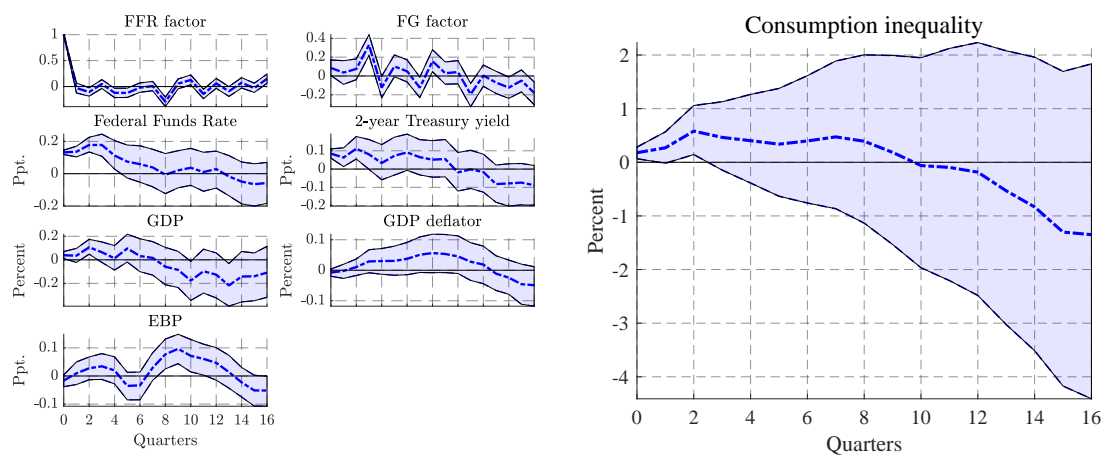 FFR factor
1
0.5
0
FG factor
0.4
0.2
0
-0.2
Federal Funds Rate
Ppt.
0.2
0
-0.2
2-year Treasury yield
Ppt.
0.2
0.1
0
-0.1
-0.2
GDP
Percent
0.2
0
-0.2
GDP deflator
Percent
0.1
0
-0.1
EBP
Ppt.
0.1
0
-0.1
0 2 4 6 8 10 12 14 16
Quarters
Consumption inequality
Percent
2
1
0
-1
-2
-3
-4
0 2 4 6 8 10 12 14 16
Quarters